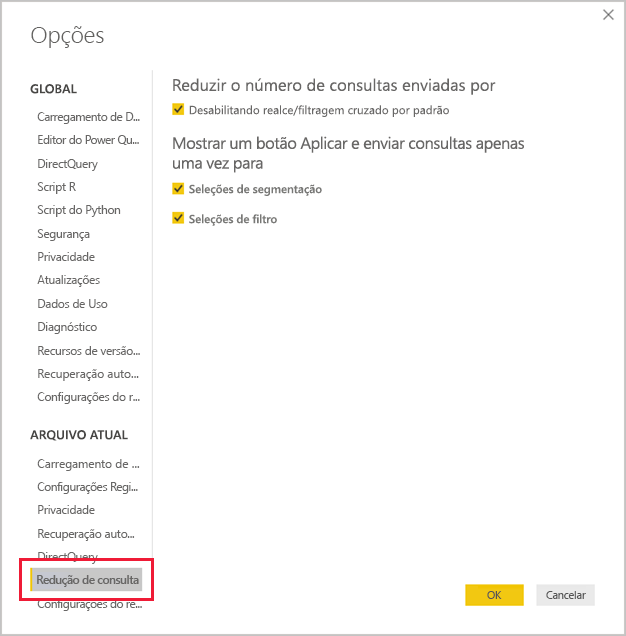 Opções
GLOBAL
Carregamento de D...
Editor do Power Qu...
DirectQuery
Script R
Script do Python
Segurança
Privacidade
Atualizações
Dados de Uso
Diagnóstico
Recursos de versão...
Recuperação auto...
Configurações do r...
ARQUIVO ATUAL
Carregamento de ...
Configurações Regi...
Privacidade
Recuperação auto...
DirectQuery
Redução de consulta
Configurações do re...
Reduzir o número de consultas enviadas por
Desabilitando realce/filtragem cruzado por padrão
Mostrar um botão Aplicar e enviar consultas apenas
uma vez para
Seleções de segmentação
Seleções de filtro
OK
Cancelar